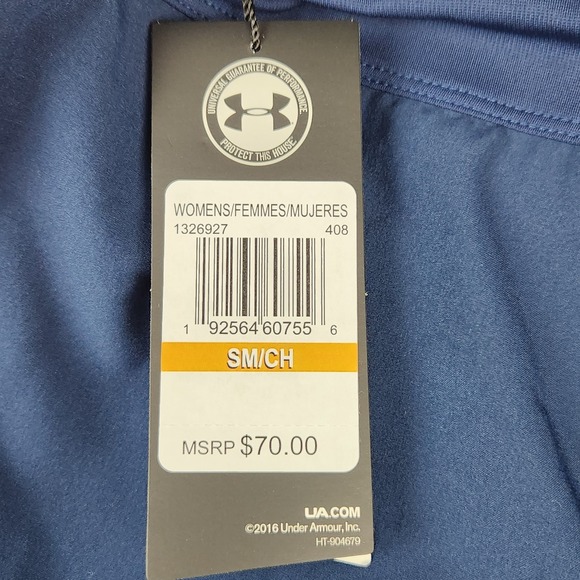 UNIVERSAL GUARANTEE OF PERFORMANCE
PROTECT THIS HOUSE
WOMENS/FEMMES/MUJERES
1326927 408
1 92564 60755 6
SM/CH
MSRP $70.00
UA.COM
©2016 Under Armour, Inc.
HT-904679